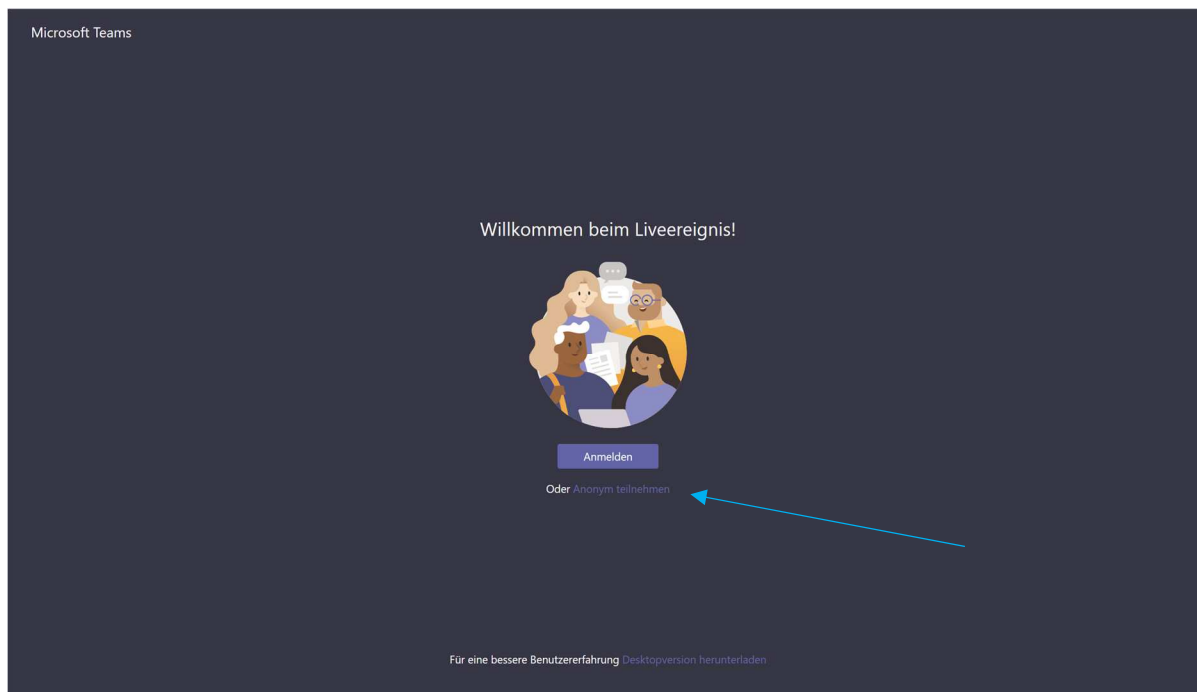 Microsoft Teams
Willkommen beim Liveereignis!
Anmelden
Oder Anonym teilnehmen
Für eine bessere Benutzererfahrung Desktopversion herunterladen